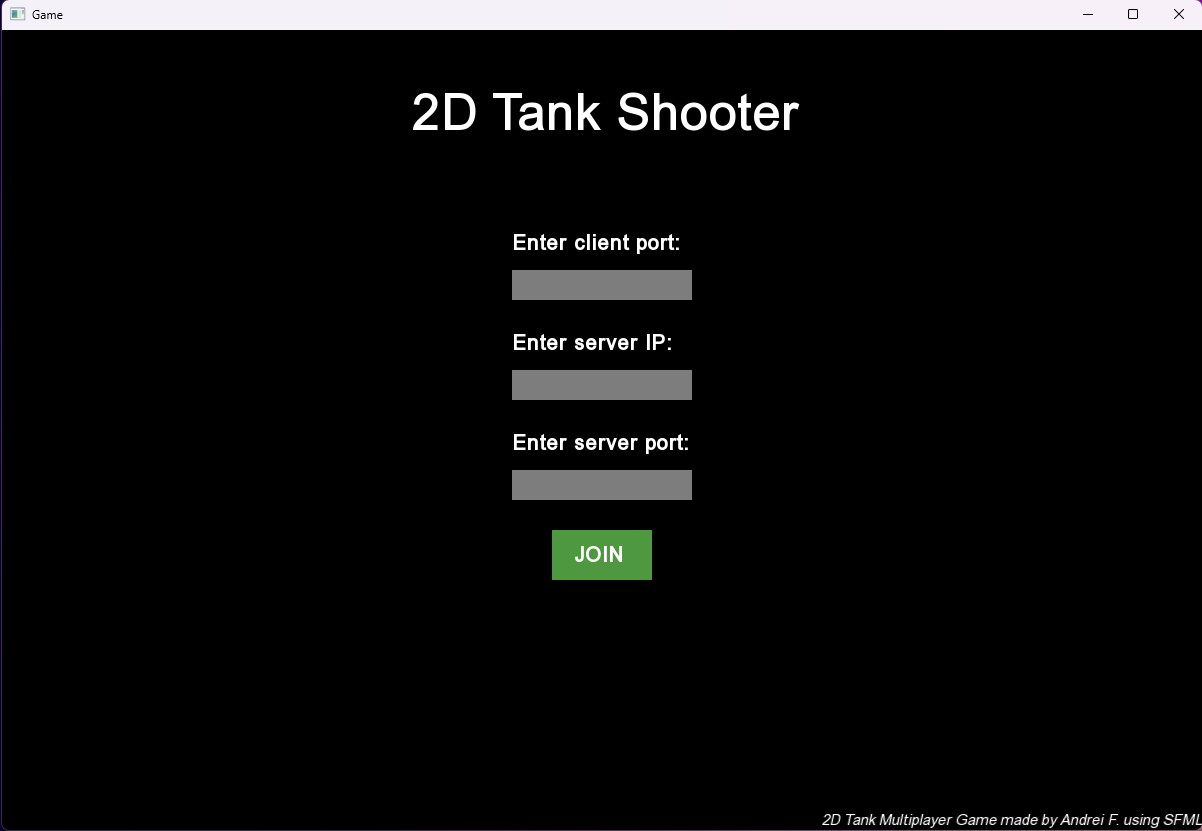 Game
2D Tank Shooter
Enter client port:
Enter server IP:
Enter server port:
JOIN
2D Tank Multiplayer Game made by Andrei F. using SFML